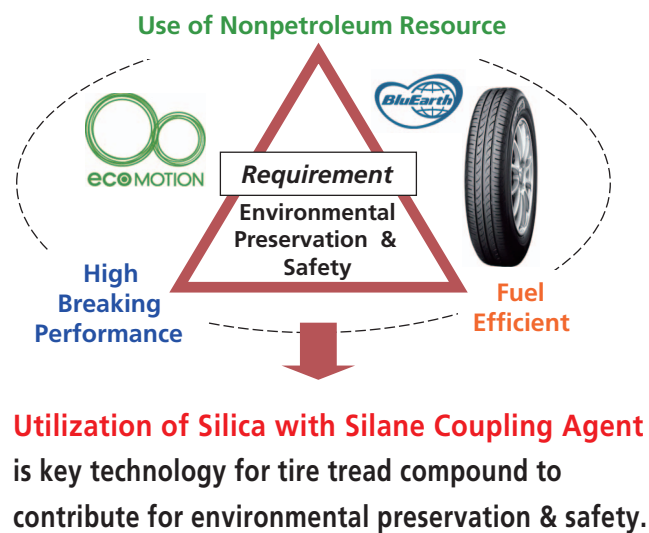 Use of Nonpetroleum Resource
ecoMOTION
BluEarth
Requirement
Environmental
Preservation &
Safety
High
Breaking
Performance
Fuel
Efficient
Utilization of Silica with Silane Coupling Agent
is key technology for tire tread compound to
contribute for environmental preservation & safety.